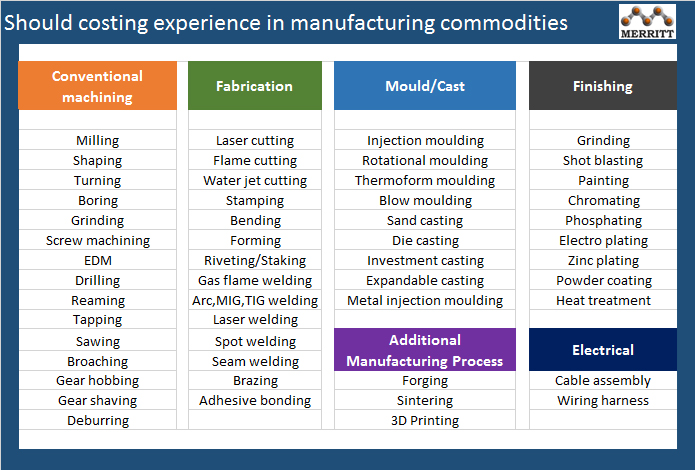 Should costing experience in manufacturing commodities
MERRITT
Conventional
machining
Milling
Shaping
Turning
Boring
Grinding
Screw machining
EDM
Drilling
Reaming
Tapping
Sawing
Broaching
Gear hobbing
Gear shaving
Deburring
Fabrication
Laser cutting
Flame cutting
Water jet cutting
Stamping
Bending
Forming
Riveting/Staking
Gas flame welding
Arc,MIG,TIG welding
Laser welding
Spot welding
Seam welding
Brazing
Adhesive bonding
Mould/Cast
Injection moulding
Rotational moulding
Thermoform moulding
Blow moulding
Sand casting
Die casting
Investment casting
Expandable casting
Metal injection moulding
Additional
Manufacturing Process
Forging
Sintering
3D Printing
Finishing
Grinding
Shot blasting
Painting
Chromating
Phosphating
Electro plating
Zinc plating
Powder coating
Heat treatment
Electrical
Cable assembly
Wiring harness